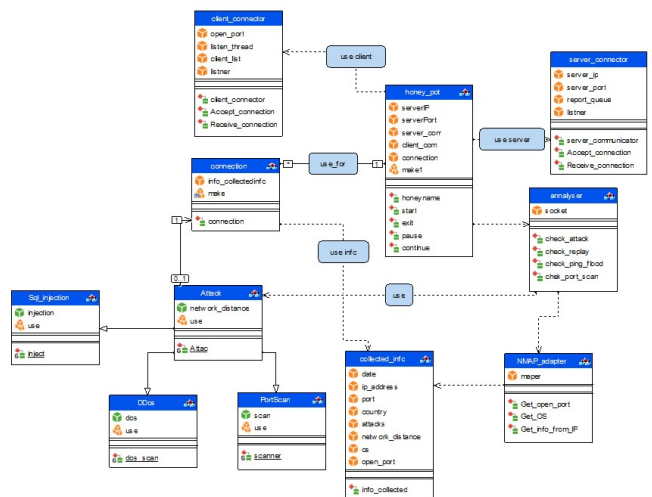 client_connector
open_port
listen_thread
client_list
listner
client_connector
Accept_connection
Receive_connection
use client
honey_pot
serverIP
serverPort
server_com
client_com
connection
make1
honeyname
start
exit
pause
continue
server_connector
server_ip
server_port
report_queue
listner
server_communicator
Accept_connection
Receive_connection
use server
connection
info_collectedinfo
make
connection
*
use_for
1
use info
annalyser
socket
check_attack
check_replay
check_ping_flood
chek_port_scan
1
0..1
use
Sql_injection
injection
use
inject
Attack
network_distance
use
Attac
DDos
dos
use
dos_scan
PortScan
scan
use
scanner
collected_info
date
ip_address
port
country
attacks
network_distance
os
open_port
info_collected
NMAP_adapter
maper
Get_open_port
Get_OS
Get_info_from_IP